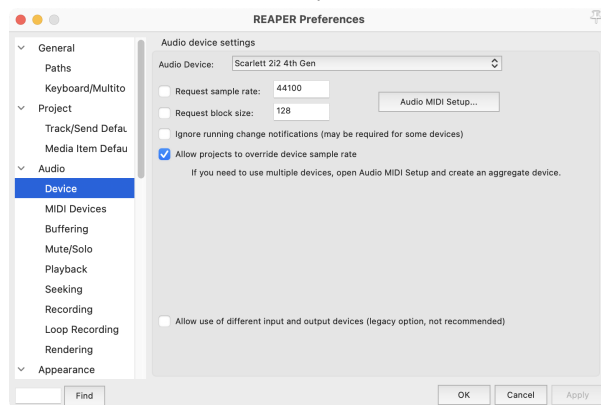 REAPER Preferences
General
Paths
Keyboard/Multito
Project
Track/Send Defau
Media Item Defau
Audio
Device
MIDI Devices
Buffering
Mute/Solo
Playback
Seeking
Recording
Loop Recording
Rendering
Appearance
Find
Audio device settings
Audio Device: Scarlett 2i2 4th Gen
Request sample rate: 44100
Request block size: 128
Audio MIDI Setup...
Ignore running change notifications (may be required for some devices)
Allow projects to override device sample rate
If you need to use multiple devices, open Audio MIDI Setup and create an aggregate device.
Allow use of different input and output devices (legacy option, not recommended)
OK Cancel Apply